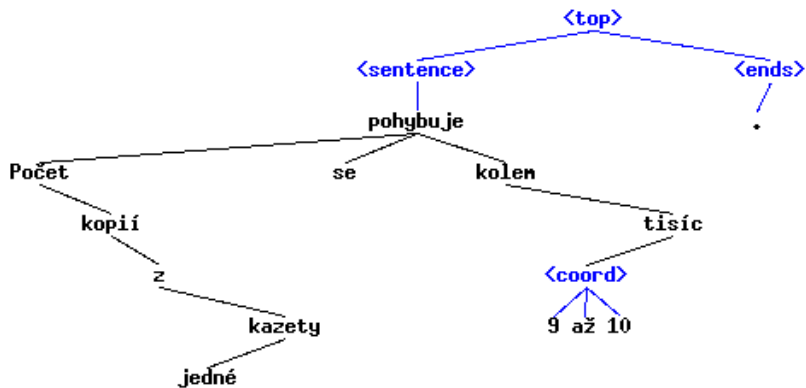 <top>
<sentence> <ends>
pohybuje .
Počet se kolem
kopií tisíc
z <coord>
kazety 9 až 10
jedné